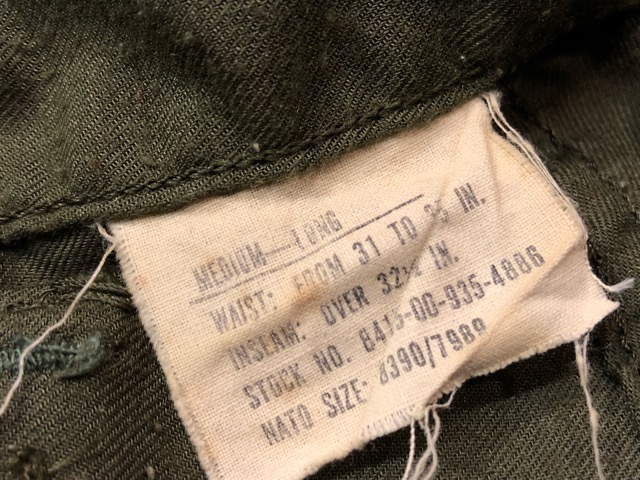 MEDIUM—LONG
WAIST: FROM 31 TO 35 IN.
INSEAM: OVER 32½ IN.
STOCK NO. 8415-00-935-4886
NATO SIZE: 8390/7989